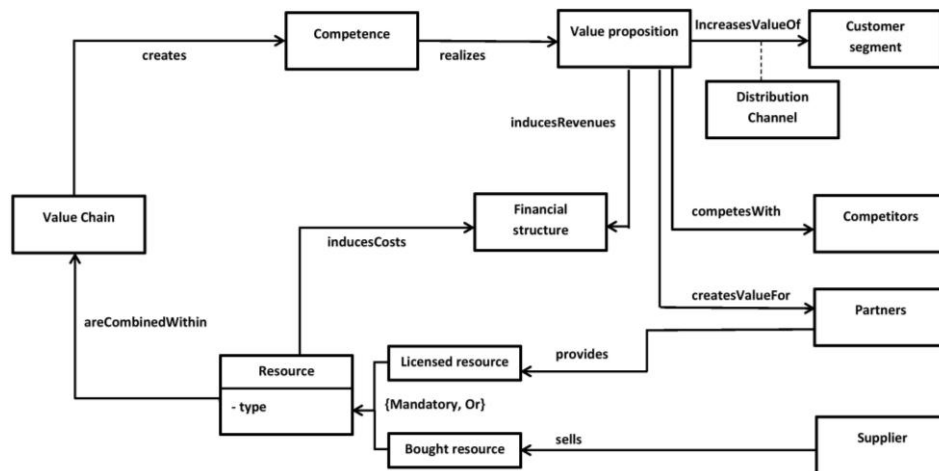 Competence
Value proposition
IncreasesValueOf
Customer
segment
creates
realizes
Distribution
Channel
inducesRevenues
Value Chain
Financial
structure
competesWith
Competitors
inducesCosts
createsValueFor
Partners
areCombinedWithin
Resource
- type
Licensed resource
provides
{Mandatory, Or}
Bought resource
sells
Supplier